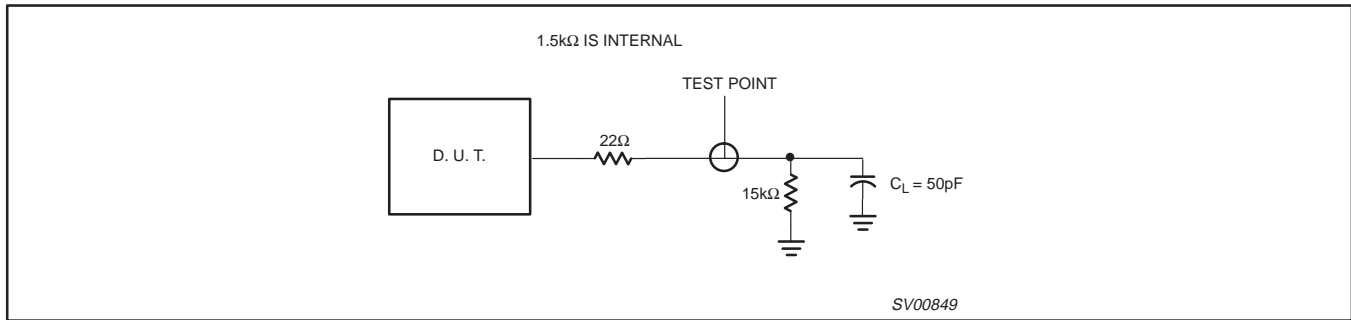 1.5kΩ IS INTERNAL
TEST POINT
D. U. T.
22Ω
15kΩ
C_L = 50pF
SV00849